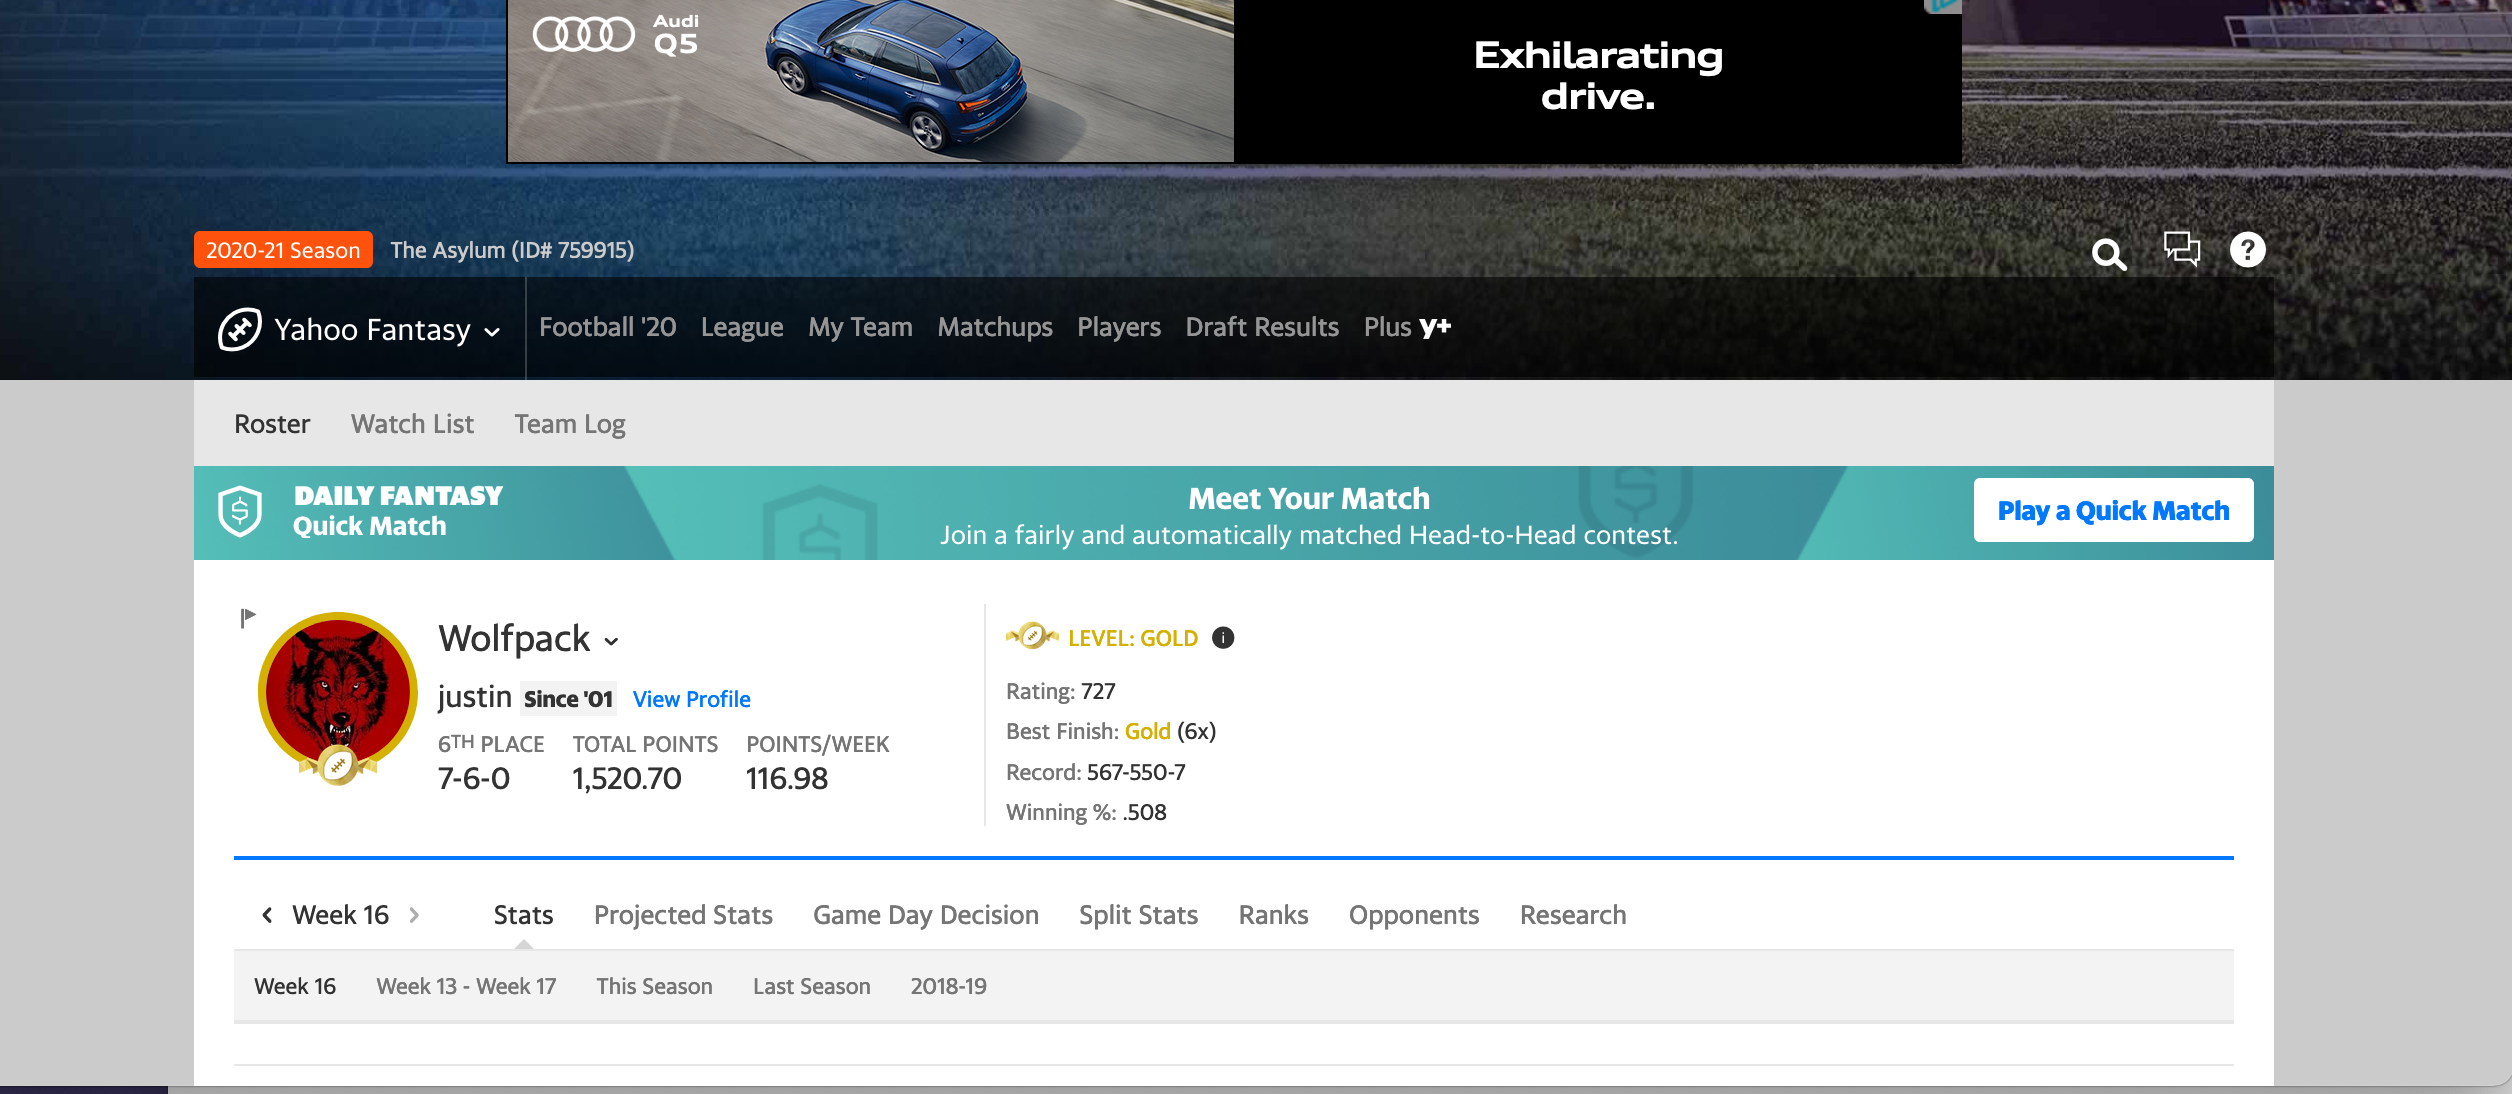 Audi
Q5
Exhilarating
drive.
2020-21 Season The Asylum (ID# 759915)
Yahoo Fantasy Football '20 League My Team Matchups Players Draft Results Plus y+
Roster Watch List Team Log
DAILY FANTASY
Quick Match
Meet Your Match
Join a fairly and automatically matched Head-to-Head contest.
Play a Quick Match
Wolfpack
justin Since '01 View Profile
6TH PLACE TOTAL POINTS POINTS/WEEK
7-6-0 1,520.70 116.98
LEVEL: GOLD
Rating: 727
Best Finish: Gold (6x)
Record: 567-550-7
Winning %: .508
Week 16 Stats Projected Stats Game Day Decision Split Stats Ranks Opponents Research
Week 16 Week 13 - Week 17 This Season Last Season 2018-19